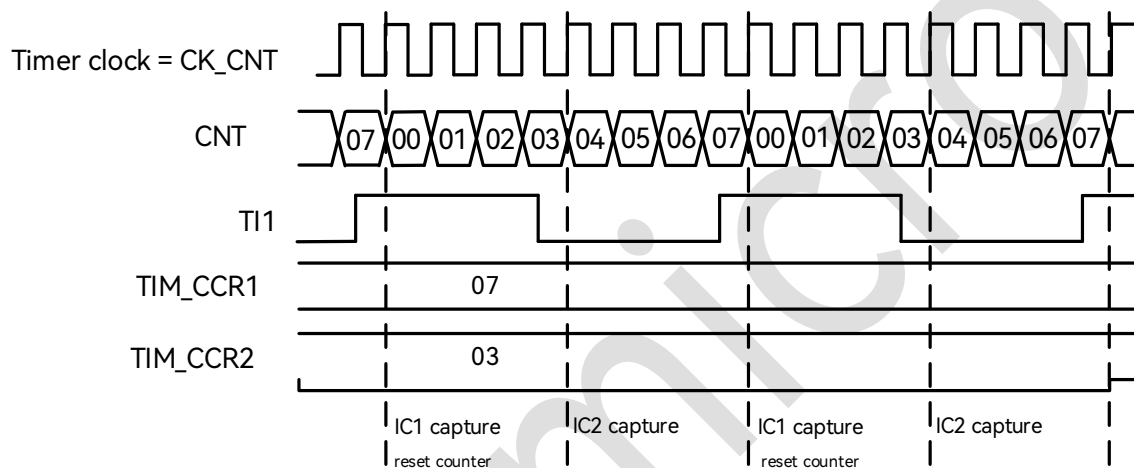 Timer clock = CK_CNT
CNT 07 00 01 02 03 04 05 06 07 00 01 02 03 04 05 06 07
TI1
TIM_CCR1 07
TIM_CCR2 03
IC1 capture IC2 capture IC1 capture IC2 capture
reset counter reset counter
micro